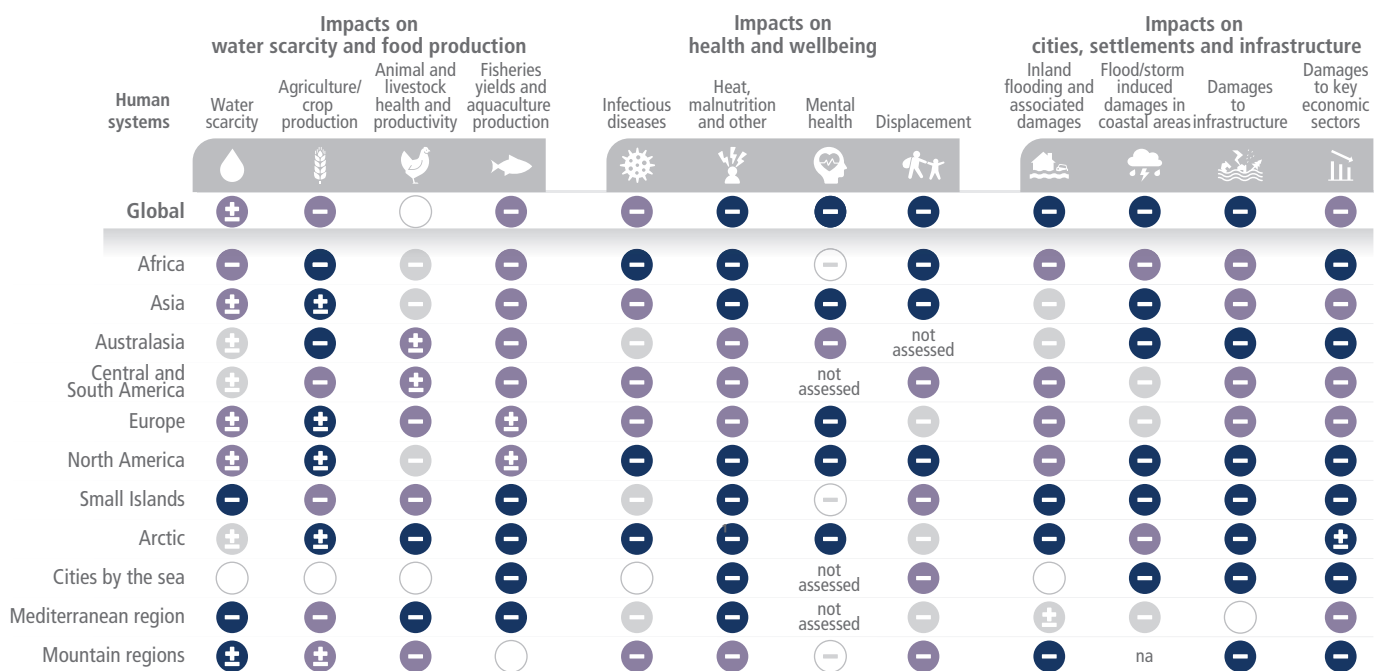 Impacts on
water scarcity and food production
Impacts on
health and wellbeing
Impacts on
cities, settlements and infrastructure
Human
systems
Water
scarcity
Agriculture/
crop
production
Animal and
livestock
health and
productivity
Fisheries
yields and
aquaculture
production
Infectious
diseases
Heat,
malnutrition
and other
Mental
health
Displacement
Inland
flooding and
associated
damages
Flood/storm
induced
damages in
coastal areas
Damages
to
infrastructure
Damages
to key
economic
sectors
Global ± − − − − − − − − − −
Africa − − − − − − − − − − − −
Asia ± ± − − − − − − − − − −
Australasia ± − ± − − − − not assessed − − − −
Central and
South America ± − ± − − − not assessed − − − − −
Europe ± ± − ± − − − − − − − −
North America ± ± − ± − − − − − − − −
Small Islands − − − − − − − − − − − −
Arctic ± ± − − − − − − − − − ±
Cities by the sea − − not assessed − − − −
Mediterranean region − − − − − − not assessed − ± − −
Mountain regions ± ± − − − − − − na − −